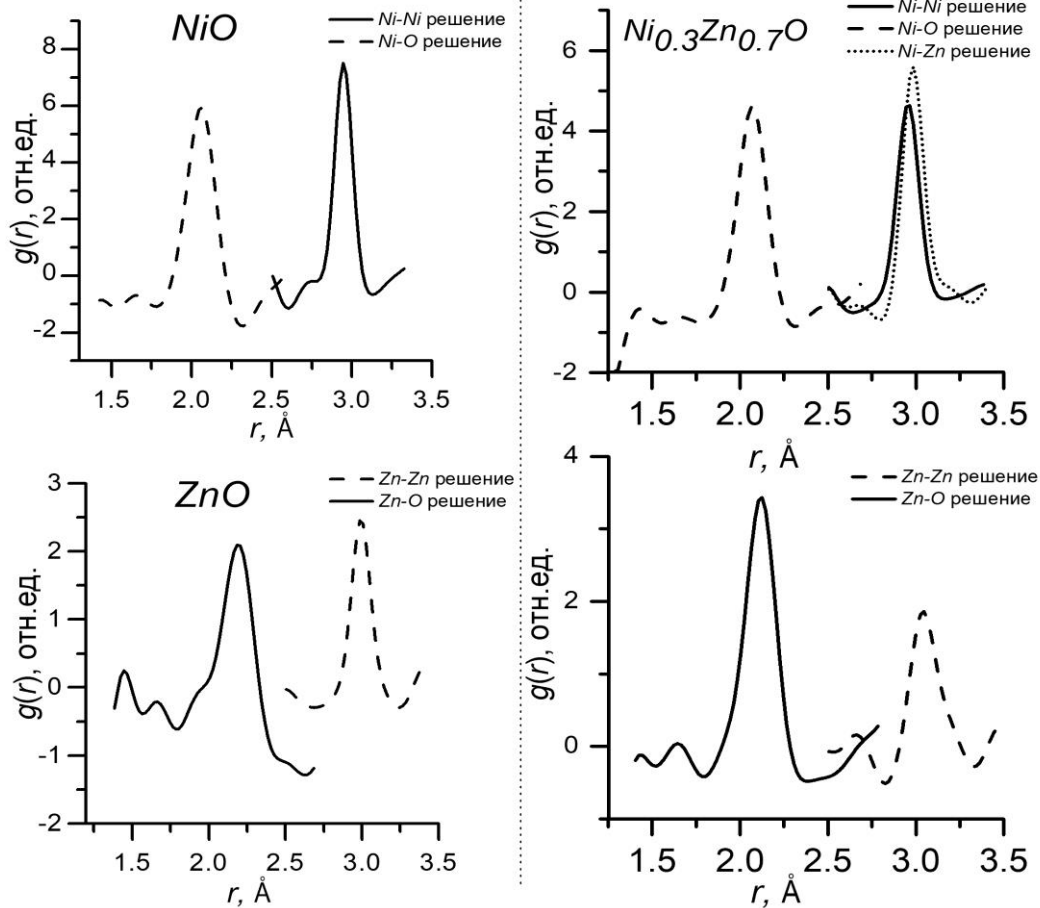 NiO
Ni-Ni решение
Ni-O решение
g(r), отн.ед.
8
6
4
2
0
-2
1.5 2.0 2.5 3.0 3.5
r, Å
Ni0.3Zn0.7O
Ni-Ni решение
Ni-O решение
Ni-Zn решение
g(r), отн.ед.
6
4
2
0
-2
1.5 2.0 2.5 3.0 3.5
r, Å
ZnO
Zn-Zn решение
Zn-O решение
g(r), отн.ед.
3
2
1
0
-1
-2
1.5 2.0 2.5 3.0 3.5
r, Å
Zn-Zn решение
Zn-O решение
g(r), отн.ед.
4
2
0
1.5 2.0 2.5 3.0 3.5
r, Å